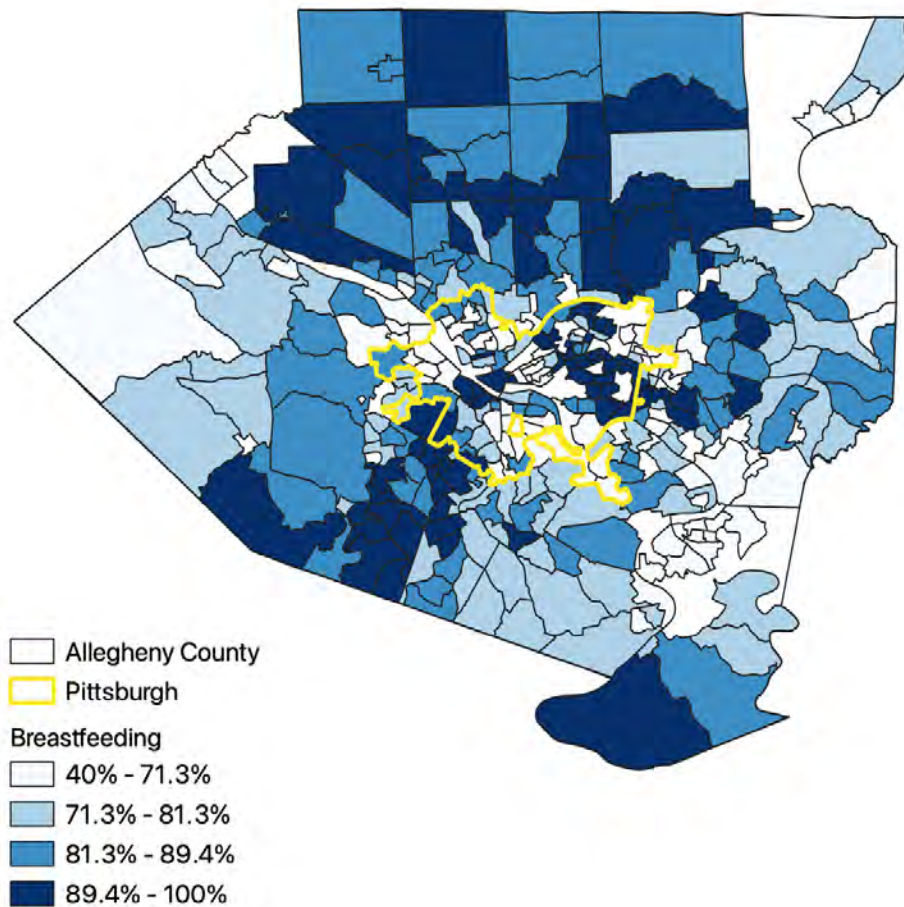 Allegheny County
Pittsburgh
Breastfeeding
40% - 71.3%
71.3% - 81.3%
81.3% - 89.4%
89.4% - 100%